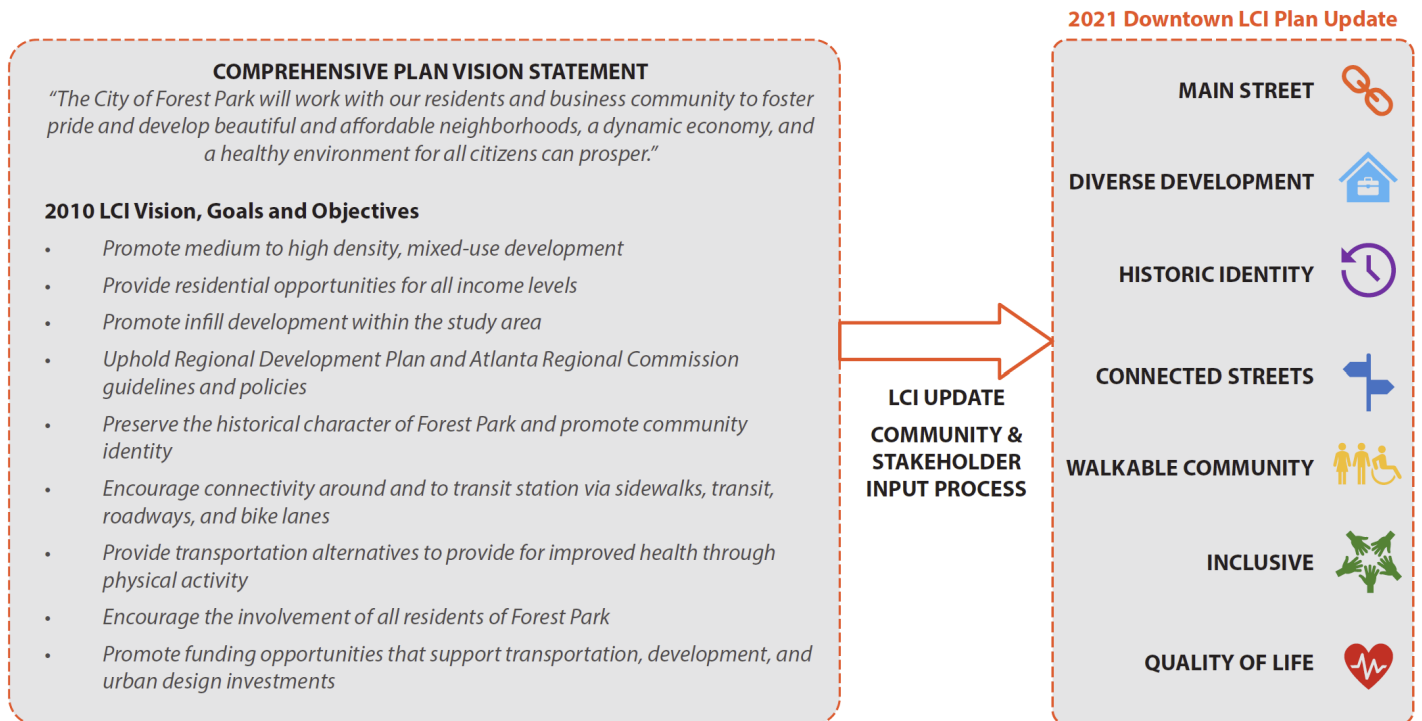 2021 Downtown LCI Plan Update
COMPREHENSIVE PLAN VISION STATEMENT
“The City of Forest Park will work with our residents and business community to foster
pride and develop beautiful and affordable neighborhoods, a dynamic economy, and
a healthy environment for all citizens can prosper.”
2010 LCI Vision, Goals and Objectives
• Promote medium to high density, mixed-use development
• Provide residential opportunities for all income levels
• Promote infill development within the study area
• Uphold Regional Development Plan and Atlanta Regional Commission
guidelines and policies
• Preserve the historical character of Forest Park and promote community
identity
• Encourage connectivity around and to transit station via sidewalks, transit,
roadways, and bike lanes
• Provide transportation alternatives to provide for improved health through
physical activity
• Encourage the involvement of all residents of Forest Park
• Promote funding opportunities that support transportation, development, and
urban design investments
LCI UPDATE
COMMUNITY &
STAKEHOLDER
INPUT PROCESS
MAIN STREET
DIVERSE DEVELOPMENT
HISTORIC IDENTITY
CONNECTED STREETS
WALKABLE COMMUNITY
INCLUSIVE
QUALITY OF LIFE